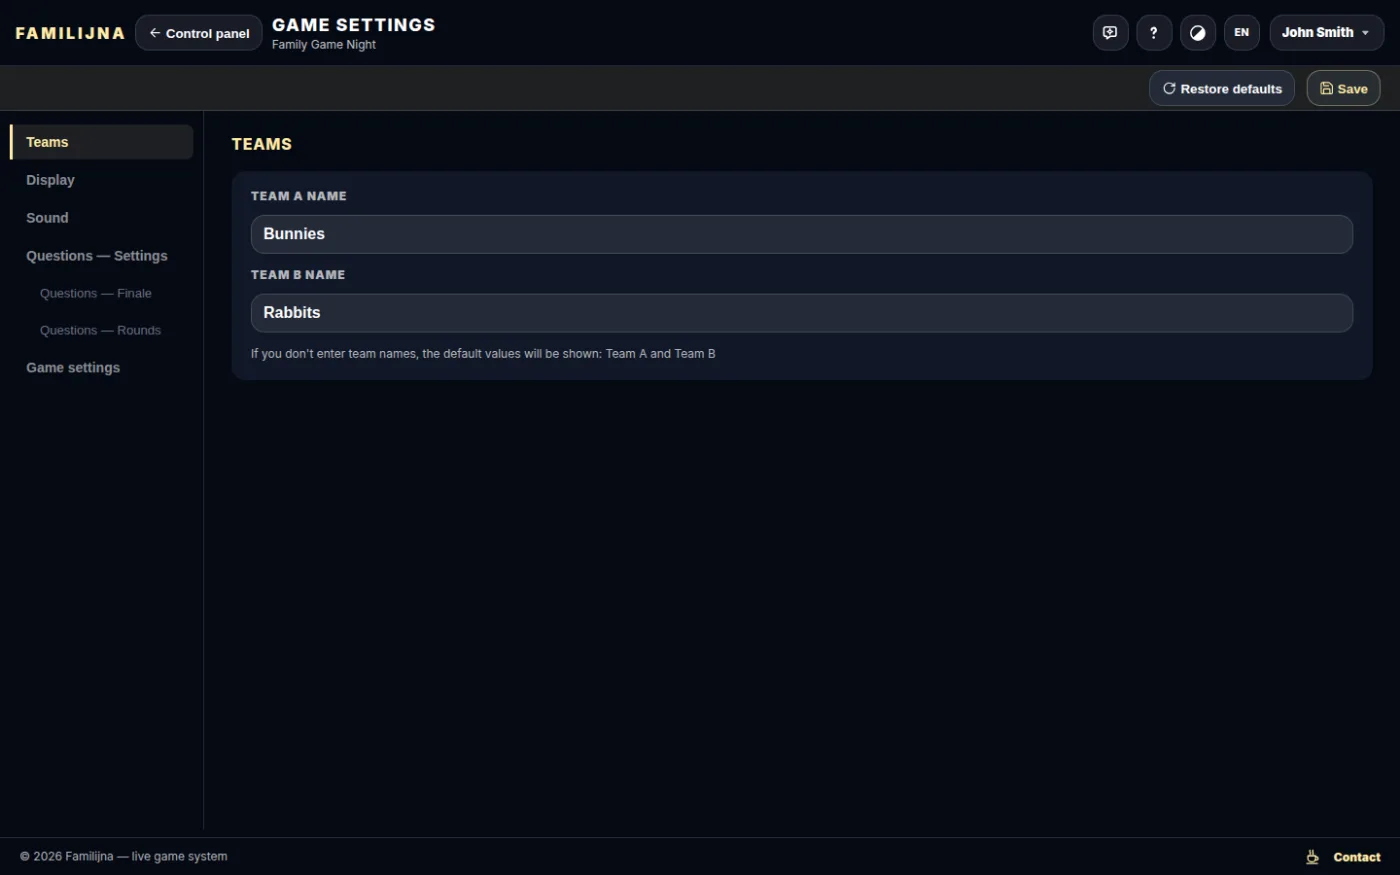 FAMILIJNA
← Control panel
GAME SETTINGS
Family Game Night
?
EN
John Smith
Restore defaults
Save
Teams
Display
Sound
Questions — Settings
Questions — Finale
Questions — Rounds
Game settings
TEAMS
TEAM A NAME
Bunnies
TEAM B NAME
Rabbits
If you don't enter team names, the default values will be shown: Team A and Team B
© 2026 Familijna — live game system
Contact